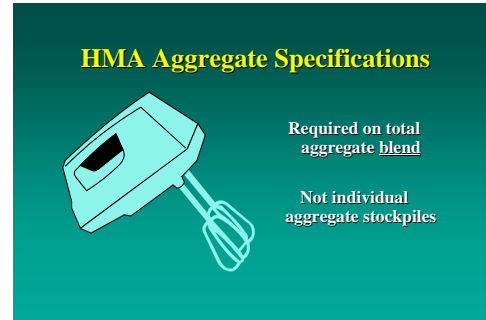 HMA Aggregate Specifications
Required on total
aggregate blend
Not individual
aggregate stockpiles